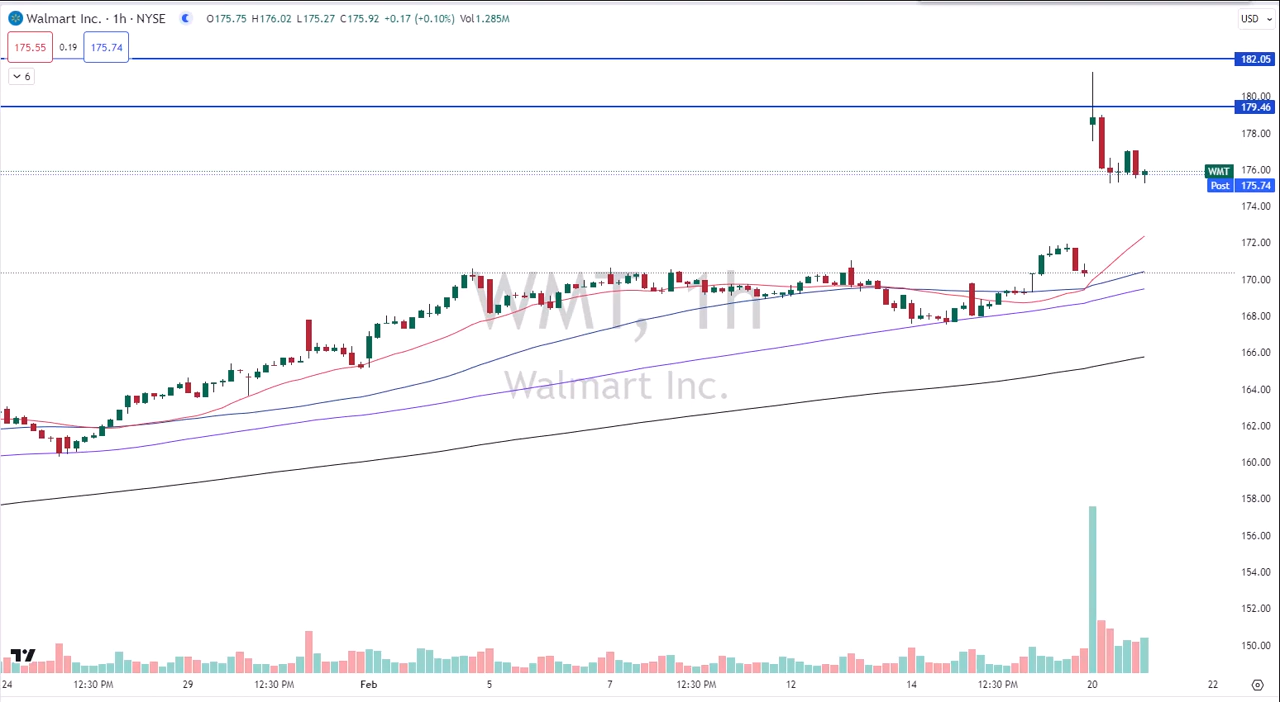 Walmart Inc. · 1h · NYSE O175.75 H176.02 L175.27 C175.92 +0.17 (+0.10%) Vol1.285M USD
175.55 0.19 175.74
182.05
6
180.00
179.46
178.00
176.00
WMT
Post 175.74
174.00
172.00
170.00
WMT, 1h
168.00
166.00
Walmart Inc.
164.00
162.00
160.00
158.00
156.00
154.00
152.00
150.00
24 12:30 PM 29 12:30 PM Feb 5 7 12:30 PM 12 14 12:30 PM 20 22